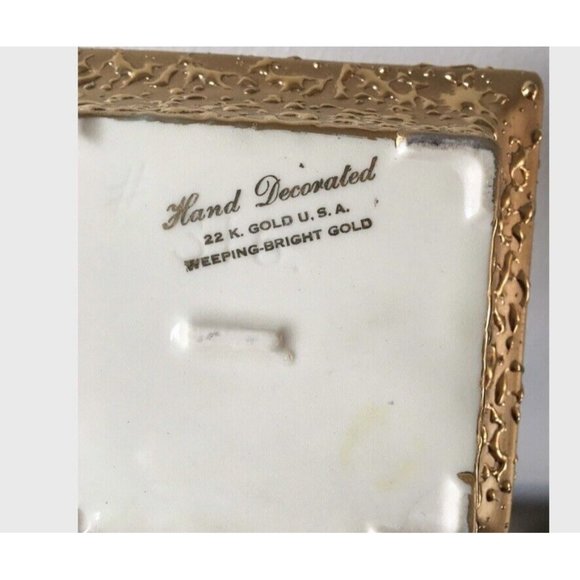 Hand Decorated
22 K. GOLD U. S. A.
WEEPING-BRIGHT GOLD